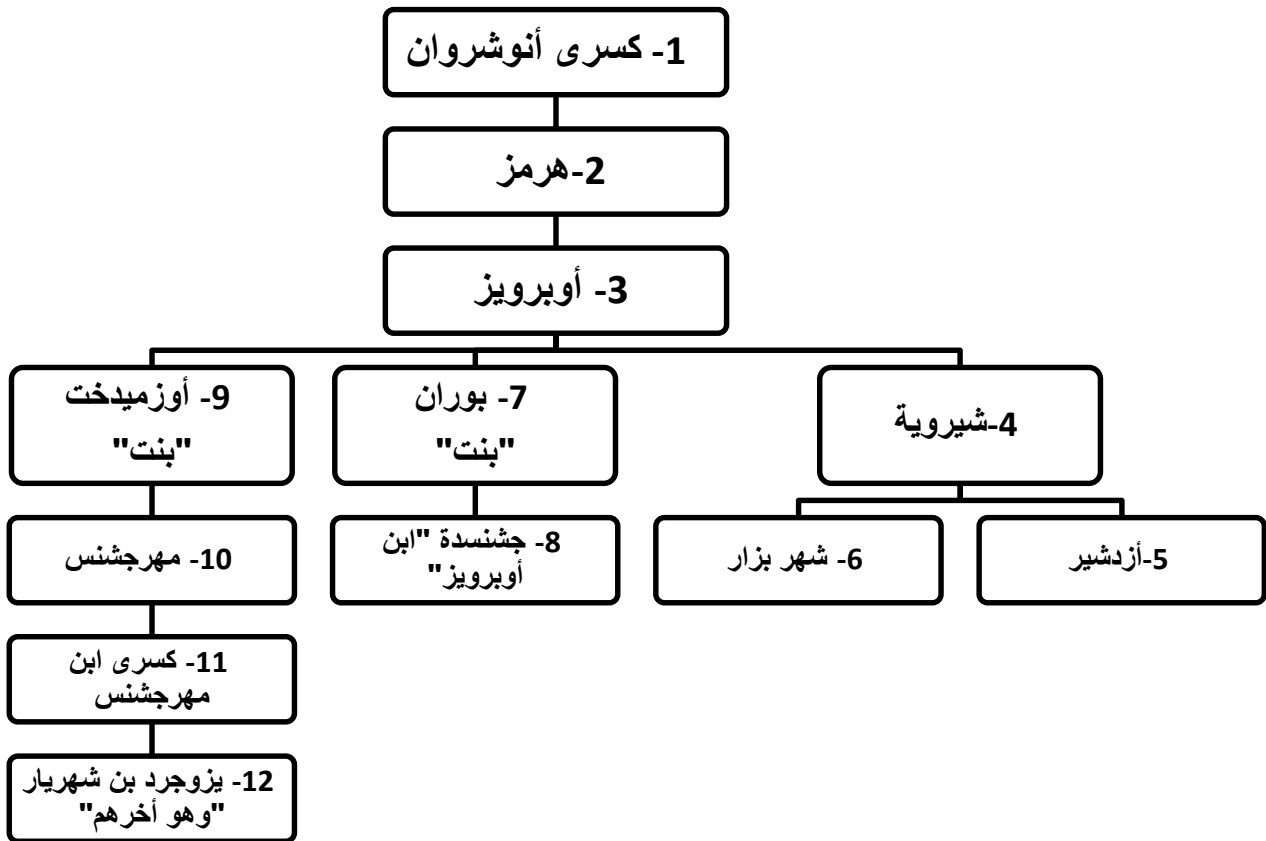 1- كسرى أنوشروان
2-هرمز
3- أوبرويز
4-شيروية
7- بوران
"بنت"
9- أوزميدخت
"بنت"
5-أزدشير
6- شهر بزار
8- جشنسدة "ابن
أوبرويز"
10- مهرجشنس
11- كسرى ابن
مهرجشنس
12- يزوجرد بن شهريار
"وهو أخرهم"